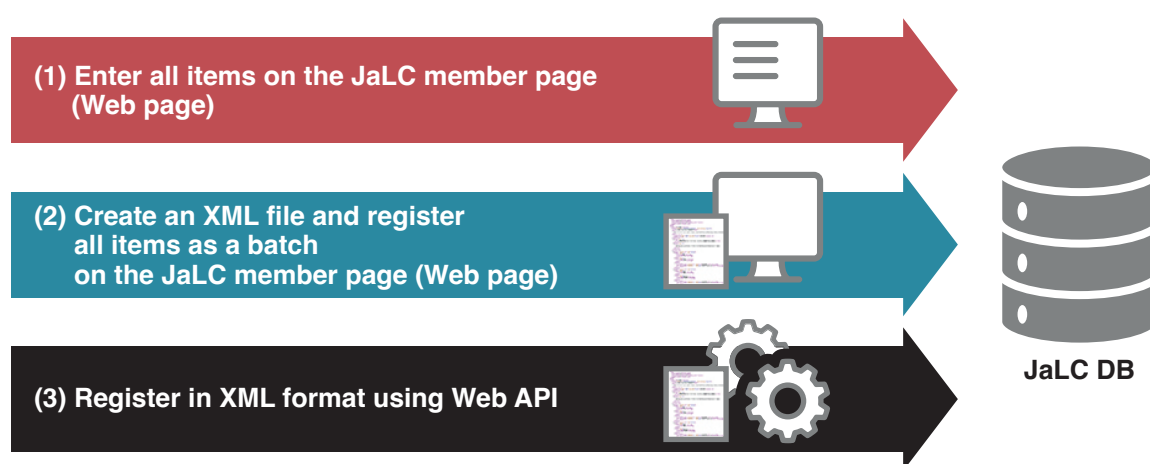 (1) Enter all items on the JaLC member page
(Web page)
(2) Create an XML file and register
all items as a batch
on the JaLC member page (Web page)
(3) Register in XML format using Web API
JaLC DB